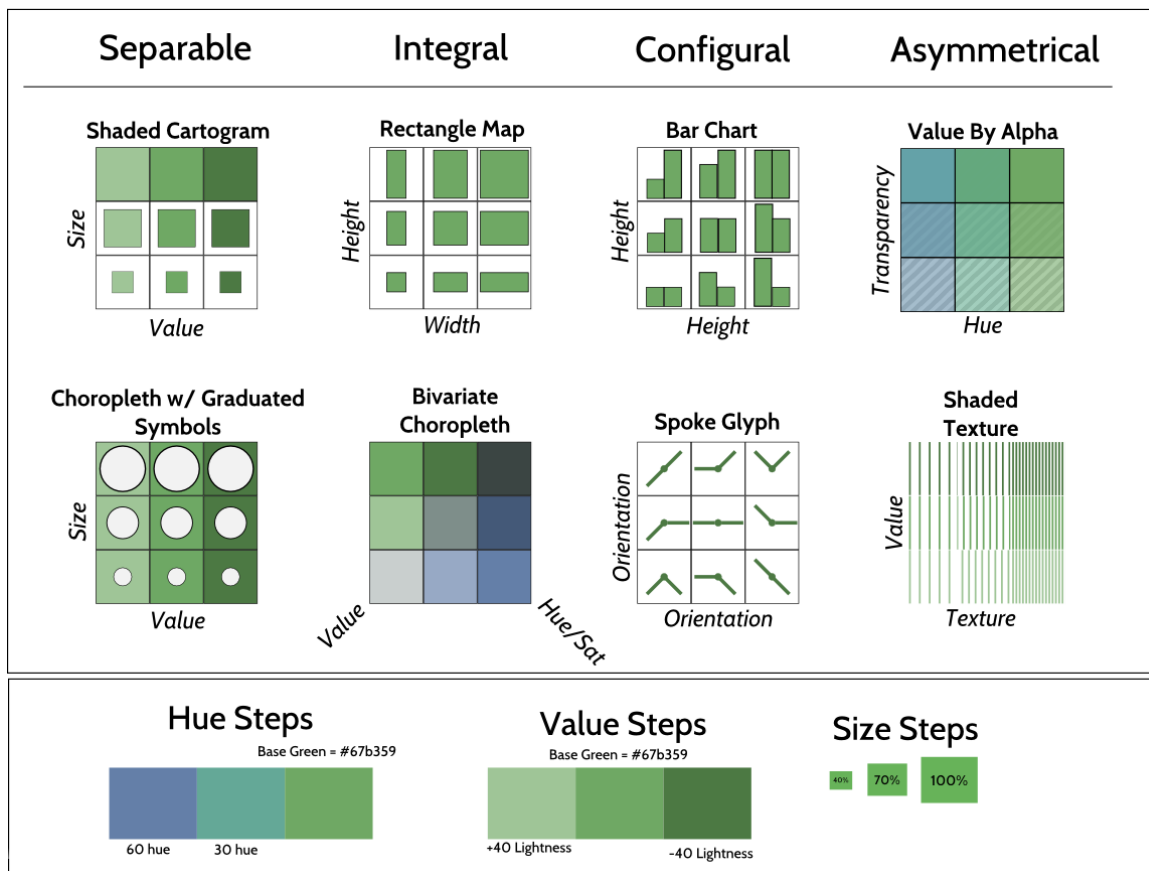 Separable
Integral
Configural
Asymmetrical
Shaded Cartogram
Size
Value
Rectangle Map
Height
Width
Bar Chart
Height
Height
Value By Alpha
Transparency
Hue
Choropleth w/ Graduated
Symbols
Size
Value
Bivariate
Choropleth
Value
Hue/Sat
Spoke Glyph
Orientation
Orientation
Shaded
Texture
Value
Texture
Hue Steps
Base Green = #67b359
60 hue
30 hue
Value Steps
Base Green = #67b359
+40 Lightness
-40 Lightness
Size Steps
40%
70%
100%